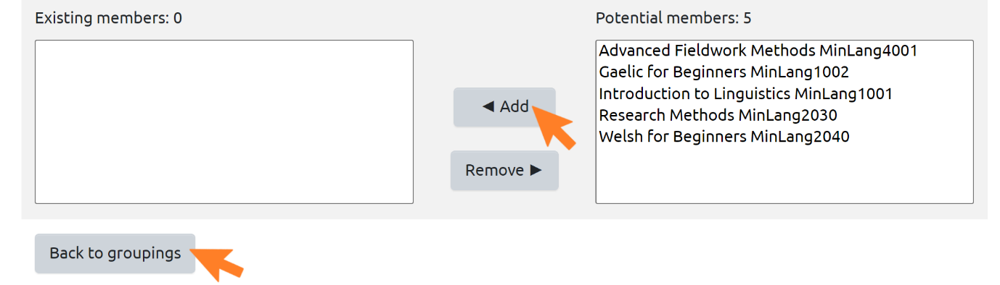 Existing members: 0
Potential members: 5
Advanced Fieldwork Methods MinLang4001
Gaelic for Beginners MinLang1002
Introduction to Linguistics MinLang1001
Research Methods MinLang2030
Welsh for Beginners MinLang2040
◄ Add
Remove ►
Back to groupings